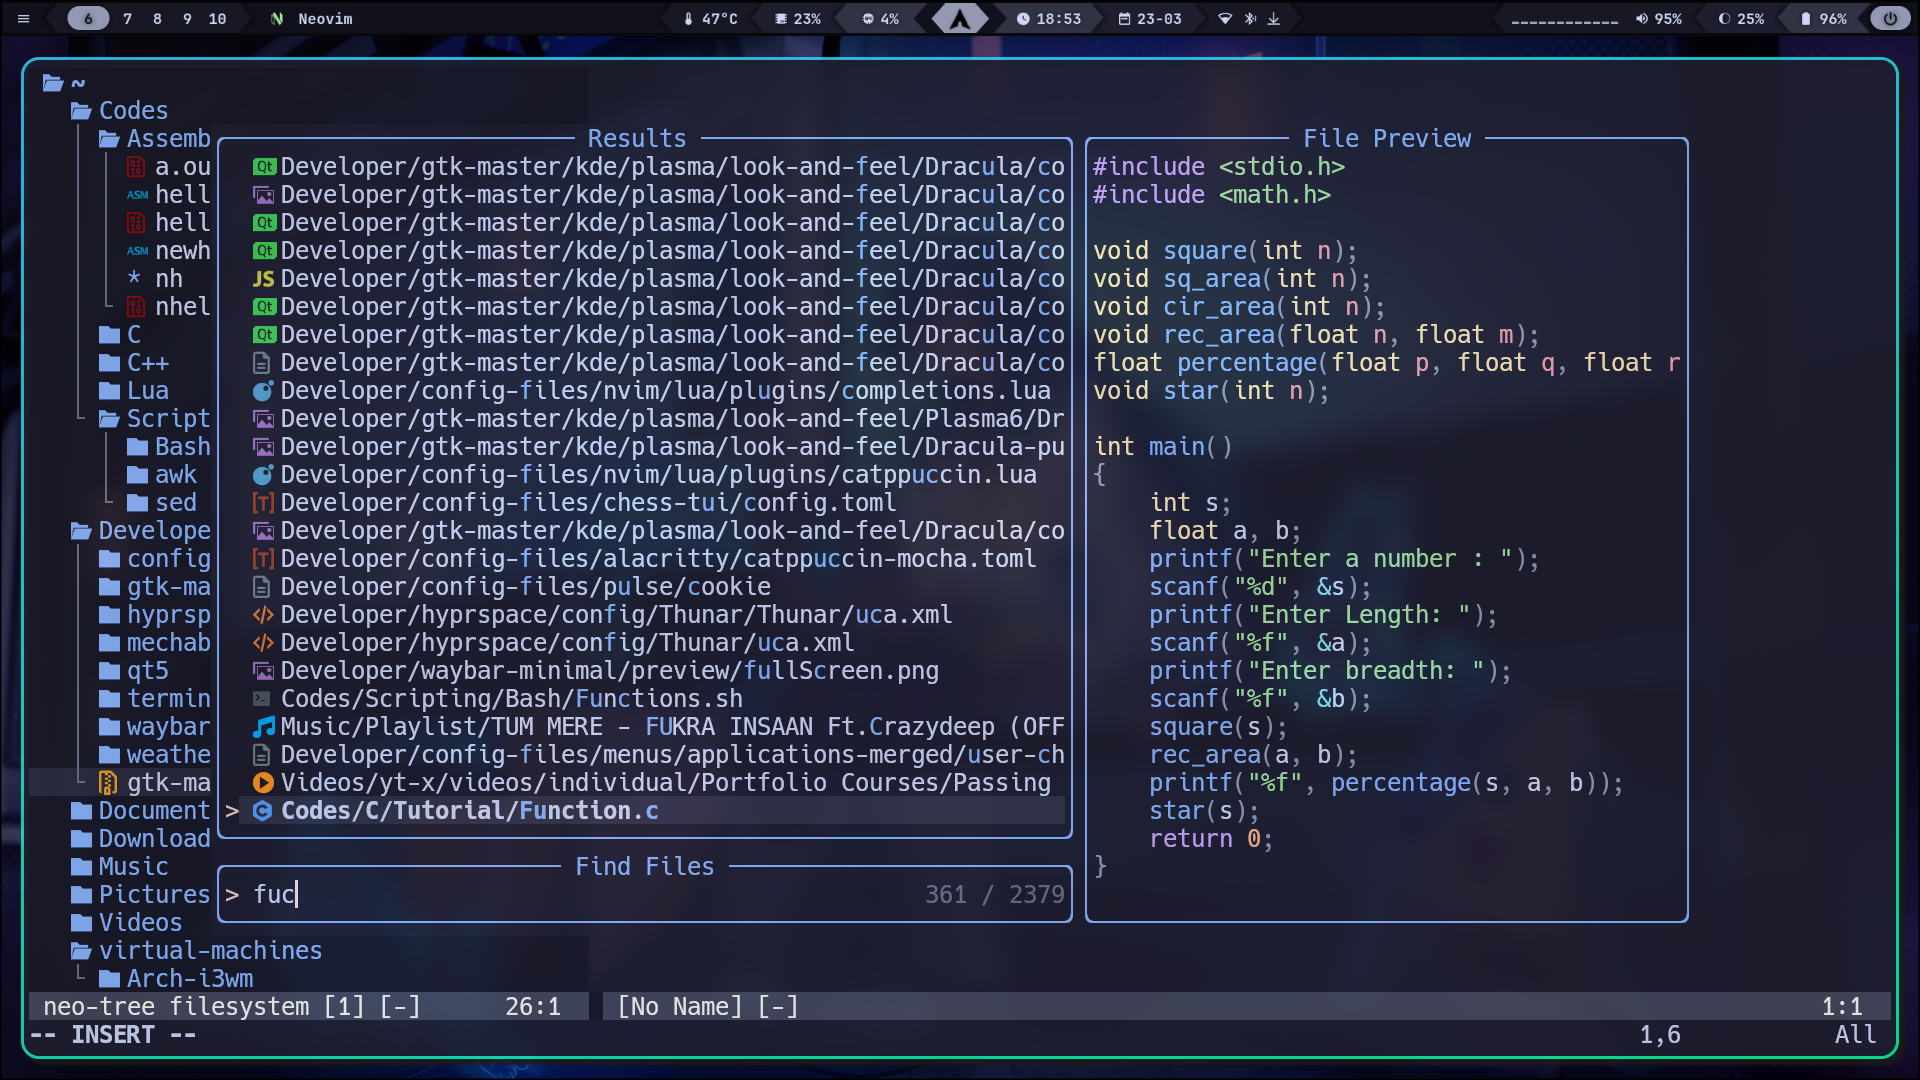 6 7 8 9 10 Neovim 47°C 23% 4% 18:53 23-03 95% 25% 96%
~
Codes
Assemb
a.ou
hell
hell
newh
* nh
nhel
C
C++
Lua
Script
Bash
awk
sed
Develope
config
gtk-ma
hyprsp
mechab
qt5
termin
waybar
weathe
gtk-ma
Document
Download
Music
Pictures
Videos
virtual-machines
Arch-i3wm
Results
Developer/gtk-master/kde/plasma/look-and-feel/Dracula/co
Developer/gtk-master/kde/plasma/look-and-feel/Dracula/co
Developer/gtk-master/kde/plasma/look-and-feel/Dracula/co
Developer/gtk-master/kde/plasma/look-and-feel/Dracula/co
Developer/gtk-master/kde/plasma/look-and-feel/Dracula/co
Developer/gtk-master/kde/plasma/look-and-feel/Dracula/co
Developer/gtk-master/kde/plasma/look-and-feel/Dracula/co
Developer/gtk-master/kde/plasma/look-and-feel/Dracula/co
Developer/config-files/nvim/lua/plugins/completions.lua
Developer/gtk-master/kde/plasma/look-and-feel/Plasma6/Dr
Developer/gtk-master/kde/plasma/look-and-feel/Dracula-pu
Developer/config-files/nvim/lua/plugins/catppuccin.lua
Developer/config-files/chess-tui/config.toml
Developer/gtk-master/kde/plasma/look-and-feel/Dracula/co
Developer/config-files/alacritty/catppuccin-mocha.toml
Developer/config-files/pulse/cookie
Developer/hyprspace/config/Thunar/Thunar/uca.xml
Developer/hyprspace/config/Thunar/uca.xml
Developer/waybar-minimal/preview/fullScreen.png
Codes/Scripting/Bash/Functions.sh
Music/Playlist/TUM MERE - FUKRA INSAAN Ft.Crazydeep (OFF
Developer/config-files/menus/applications-merged/user-ch
Videos/yt-x/videos/individual/Portfolio Courses/Passing
> Codes/C/Tutorial/Function.c
Find Files
> fuc 361 / 2379
File Preview
#include <stdio.h>
#include <math.h>
void square(int n);
void sq_area(int n);
void cir_area(int n);
void rec_area(float n, float m);
float percentage(float p, float q, float r
void star(int n);
int main()
{
int s;
float a, b;
printf("Enter a number : ");
scanf("%d", &s);
printf("Enter Length: ");
scanf("%f", &a);
printf("Enter breadth: ");
scanf("%f", &b);
square(s);
rec_area(a, b);
printf("%f", percentage(s, a, b));
star(s);
return 0;
}
neo-tree filesystem [1] [-] 26:1 [No Name] [-] 1:1
-- INSERT -- 1,6 All